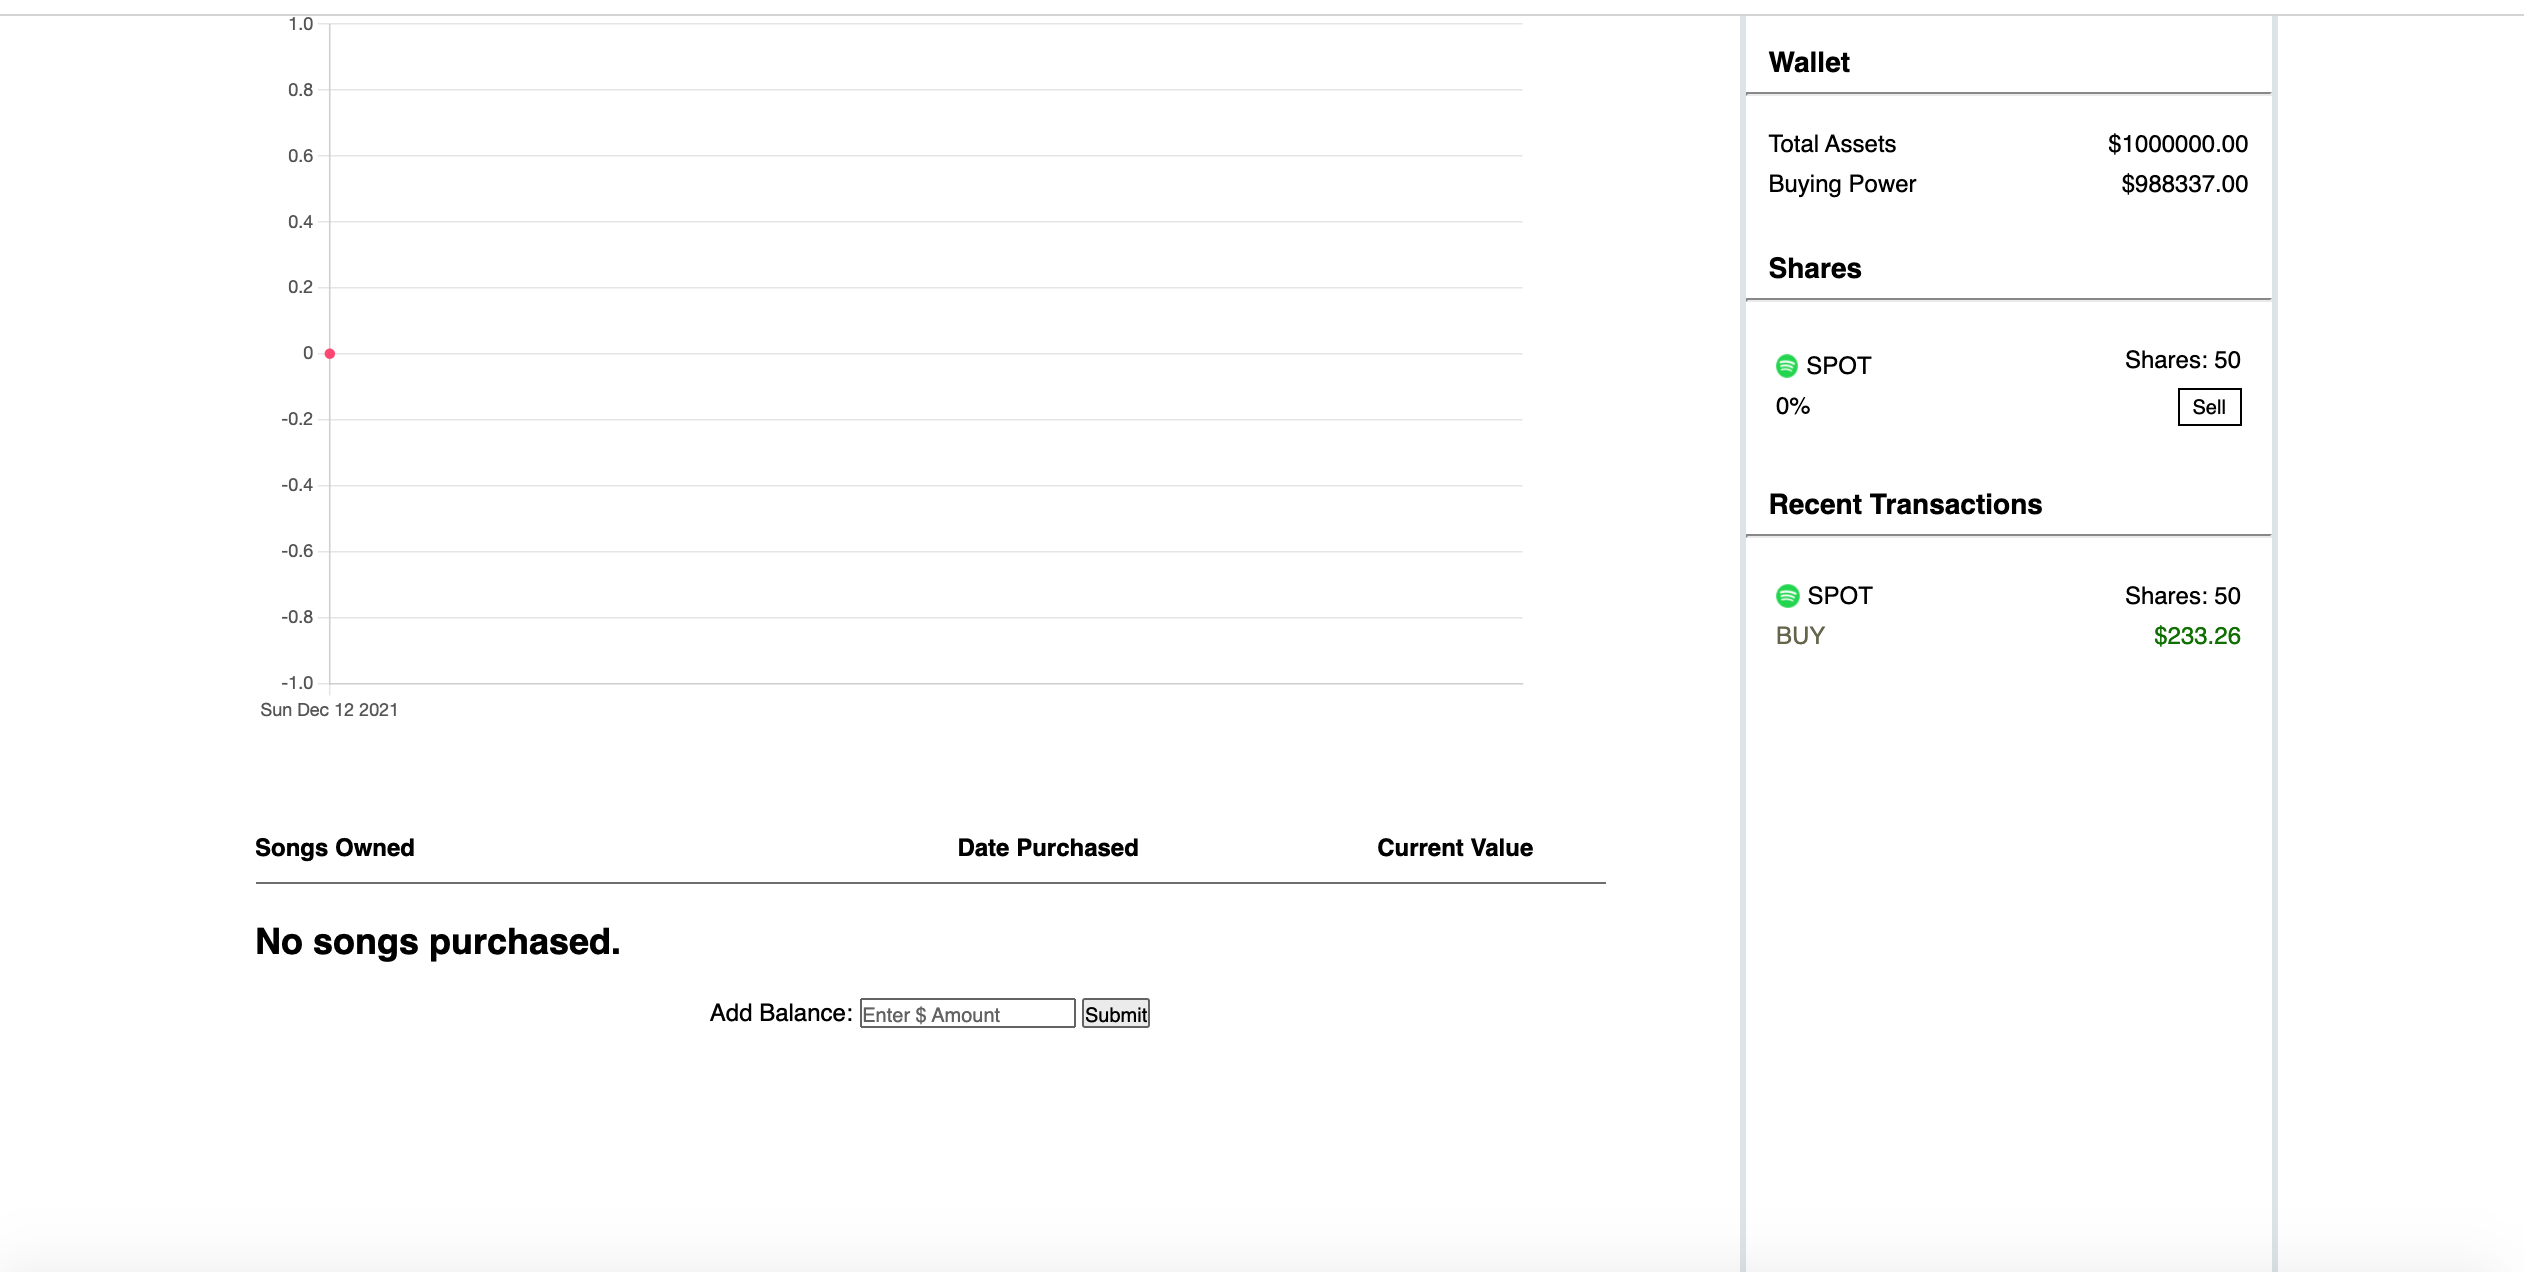 1.0
0.8
0.6
0.4
0.2
0
-0.2
-0.4
-0.6
-0.8
-1.0
Sun Dec 12 2021
Songs Owned Date Purchased Current Value
No songs purchased.
Add Balance: Enter $ Amount Submit
Wallet
Total Assets $1000000.00
Buying Power $988337.00
Shares
SPOT Shares: 50
0% Sell
Recent Transactions
SPOT Shares: 50
BUY $233.26